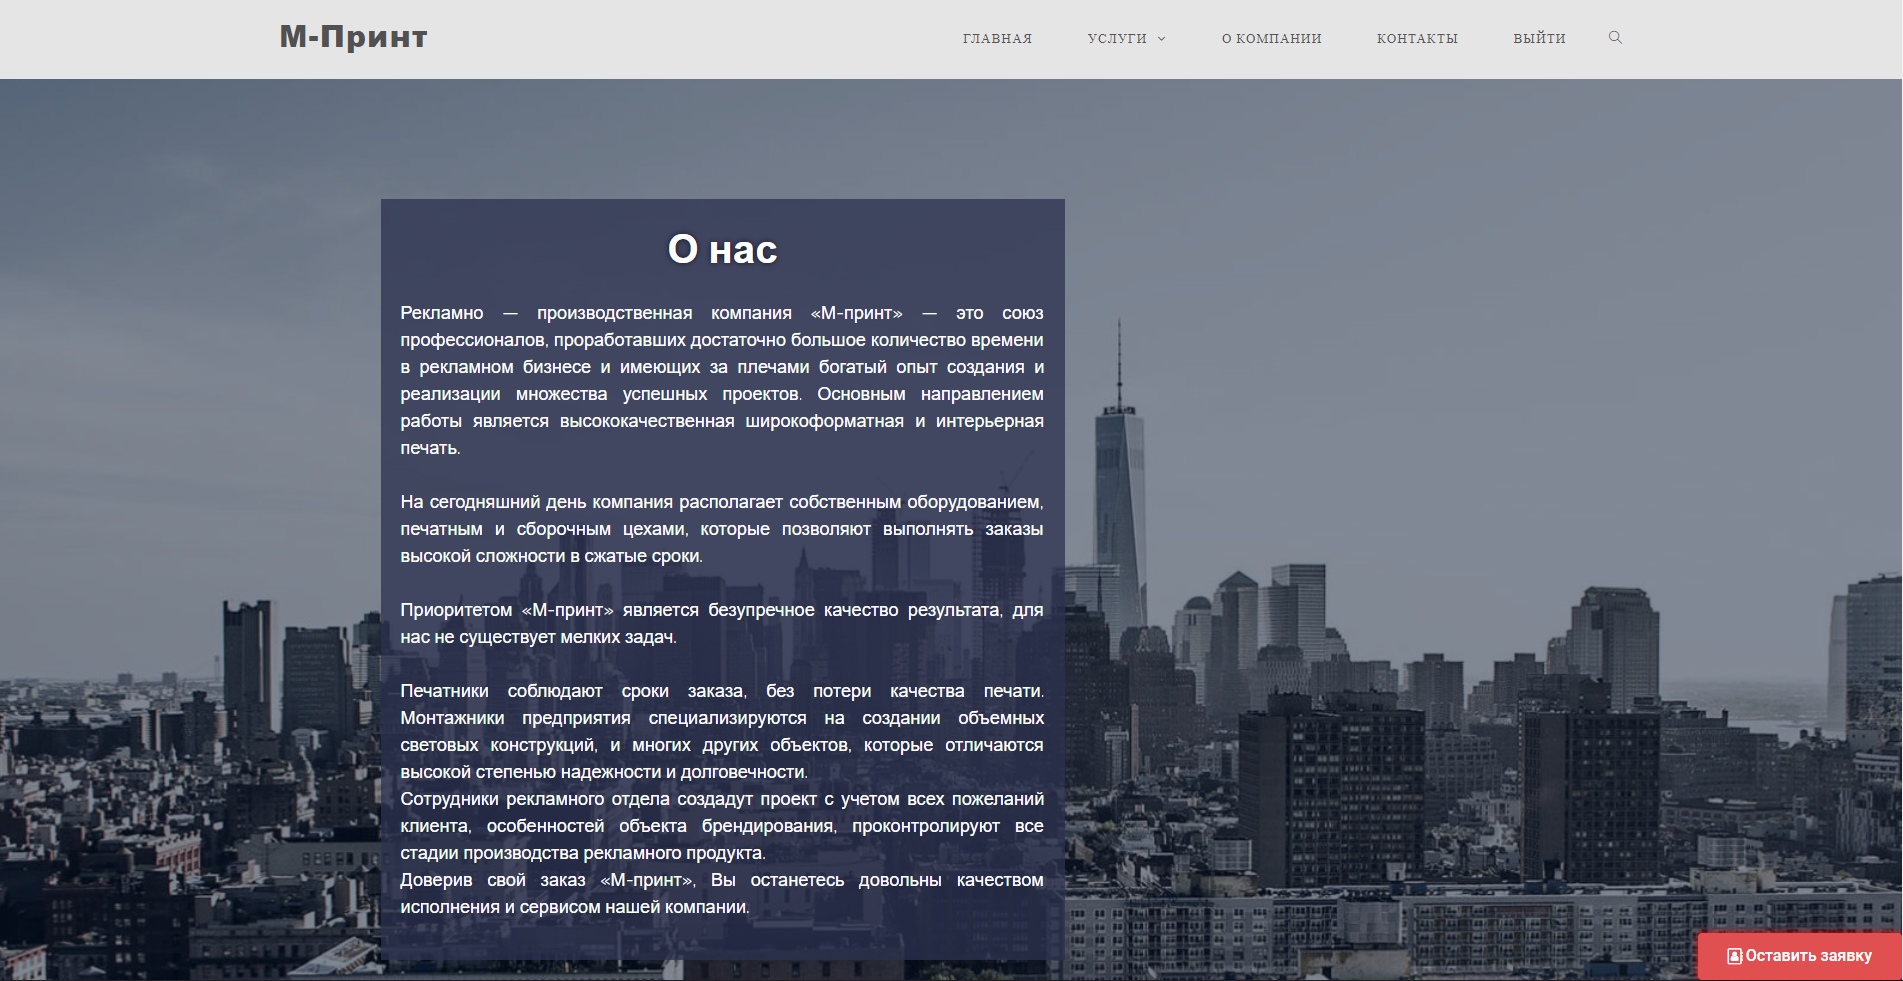 М-Принт
ГЛАВНАЯ УСЛУГИ О КОМПАНИИ КОНТАКТЫ ВЫЙТИ
О нас
Рекламно — производственная компания «М-принт» — это союз
профессионалов, проработавших достаточно большое количество времени
в рекламном бизнесе и имеющих за плечами богатый опыт создания и
реализации множества успешных проектов. Основным направлением
работы является высококачественная широкоформатная и интерьерная
печать.
На сегодняшний день компания располагает собственным оборудованием,
печатным и сборочным цехами, которые позволяют выполнять заказы
высокой сложности в сжатые сроки.
Приоритетом «М-принт» является безупречное качество результата, для
нас не существует мелких задач.
Печатники соблюдают сроки заказа, без потери качества печати.
Монтажники предприятия специализируются на создании объемных
световых конструкций, и многих других объектов, которые отличаются
высокой степенью надежности и долговечности.
Сотрудники рекламного отдела создадут проект с учетом всех пожеланий
клиента, особенностей объекта брендирования, проконтролируют все
стадии производства рекламного продукта.
Доверив свой заказ «М-принт», Вы останетесь довольны качеством
исполнения и сервисом нашей компании.
Оставить заявку